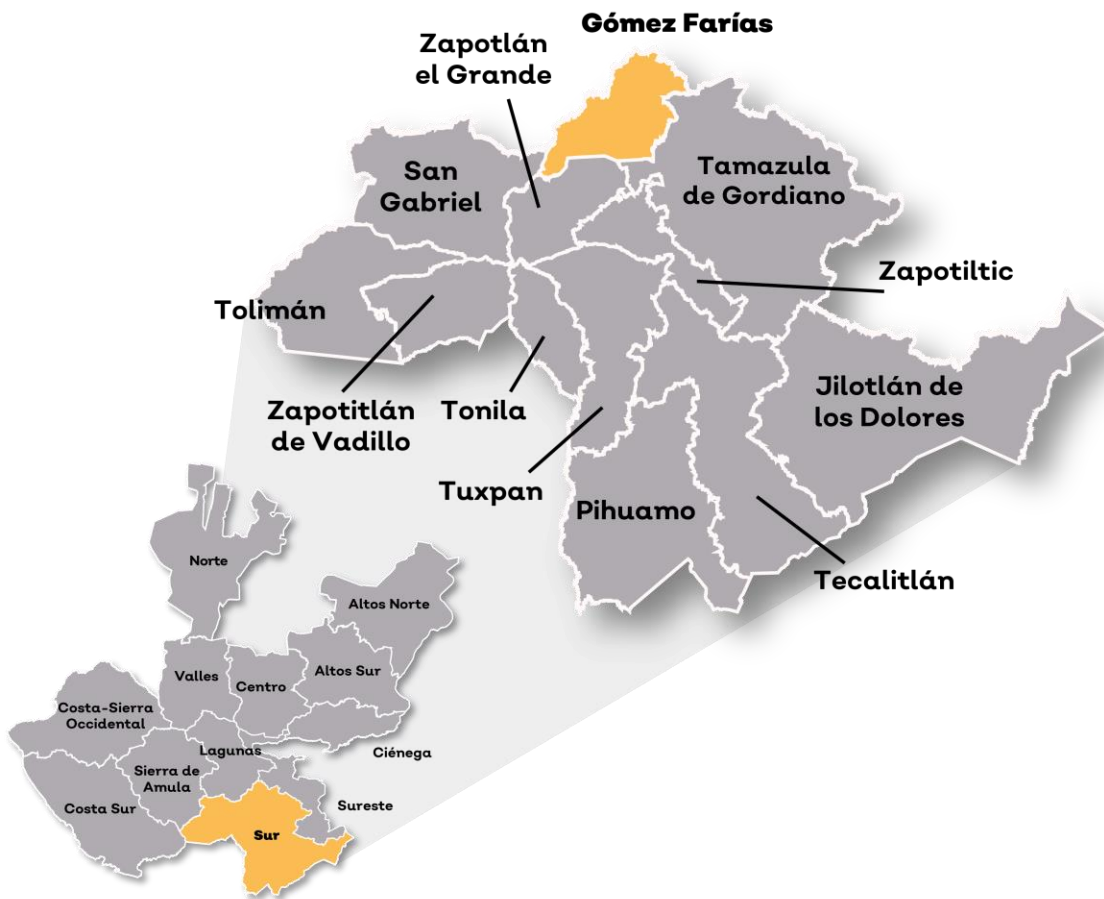 Gómez Farías
Zapotlán
el Grande
San
Gabriel
Tamazula
de Gordiano
Zapotiltic
Tolimán
Jilotlán de
los Dolores
Zapotitlán
de Vadillo
Tonila
Tuxpan
Pihuamo
Tecalitlán
Norte
Altos Norte
Valles
Centro
Altos Sur
Costa-Sierra
Occidental
Lagunas
Ciénega
Sierra de
Amula
Costa Sur
Sureste
Sur